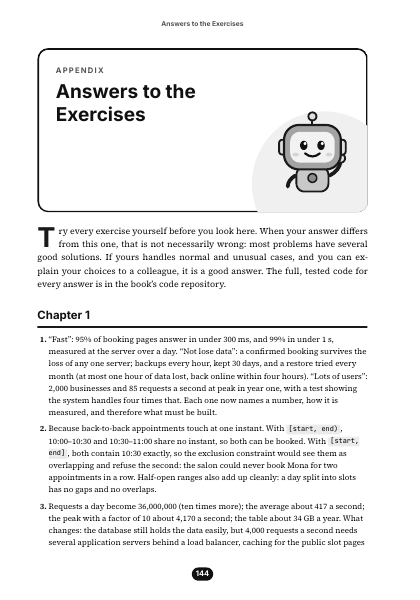 Answers to the Exercises
APPENDIX
Answers to the
Exercises
Try every exercise yourself before you look here. When your answer differs
from this one, that is not necessarily wrong: most problems have several
good solutions. If yours handles normal and unusual cases, and you can ex-
plain your choices to a colleague, it is a good answer. The full, tested code for
every answer is in the book’s code repository.
Chapter 1
1. “Fast”: 95% of booking pages answer in under 300 ms, and 99% in under 1 s,
measured at the server over a day. “Not lose data”: a confirmed booking survives the
loss of any one server; backups every hour, kept 30 days, and a restore tried every
month (at most one hour of data lost, back online within four hours). “Lots of users”:
2,000 businesses and 85 requests a second at peak in year one, with a test showing
the system handles four times that. Each one now names a number, how it is
measured, and therefore what must be built.
2. Because back-to-back appointments touch at one instant. With [start, end),
10:00–10:30 and 10:30–11:00 share no instant, so both can be booked. With [start,
end], both contain 10:30 exactly, so the exclusion constraint would see them as
overlapping and refuse the second: the salon could never book Mona for two
appointments in a row. Half-open ranges also add up cleanly: a day split into slots
has no gaps and no overlaps.
3. Requests a day become 36,000,000 (ten times more); the average about 417 a second;
the peak with a factor of 10 about 4,170 a second; the table about 34 GB a year. What
changes: the database still holds the data easily, but 4,000 requests a second needs
several application servers behind a load balancer, caching for the public slot pages
144